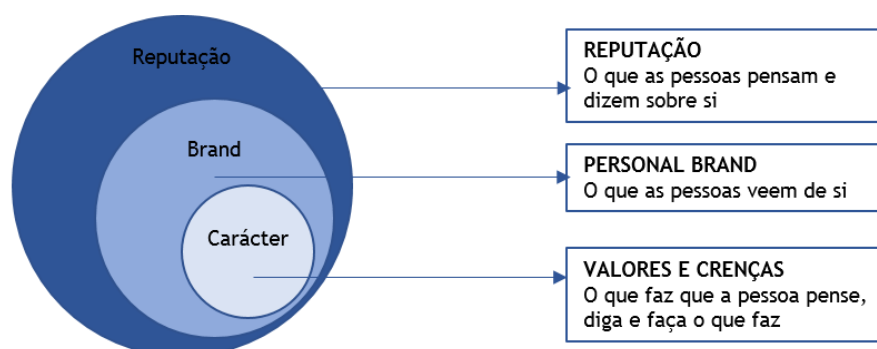 Reputação
Brand
Carácter
REPUTAÇÃO
O que as pessoas pensam e
dizem sobre si
PERSONAL BRAND
O que as pessoas veem de si
VALORES E CRENÇAS
O que faz que a pessoa pense,
diga e faça o que faz